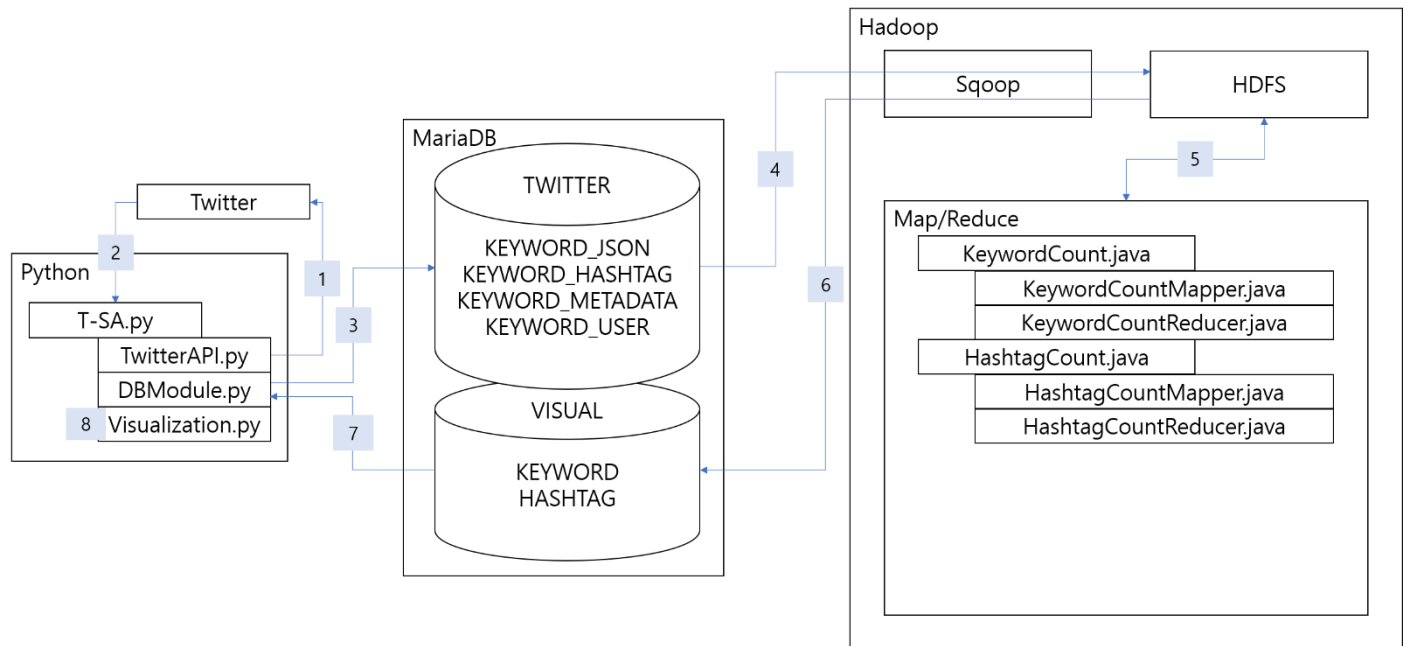 Hadoop
Sqoop
HDFS
MariaDB
TWITTER
KEYWORD_JSON
KEYWORD_HASHTAG
KEYWORD_METADATA
KEYWORD_USER
VISUAL
KEYWORD
HASHTAG
Twitter
Python
T-SA.py
TwitterAPI.py
DBModule.py
Visualization.py
Map/Reduce
KeywordCount.java
KeywordCountMapper.java
KeywordCountReducer.java
HashtagCount.java
HashtagCountMapper.java
HashtagCountReducer.java
1
2
3
4
5
6
7
8